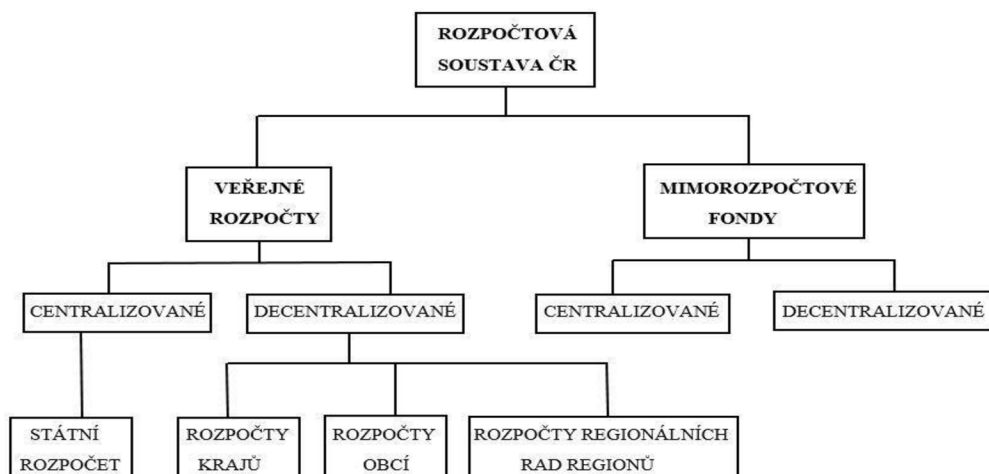 ROZPOČTOVÁ
SOUSTAVA ČR
VEŘEJNÉ
ROZPOČTY
MIMOROZPOČTOVÉ
FONDY
CENTRALIZOVANÉ
DECENTRALIZOVANÉ
CENTRALIZOVANÉ
DECENTRALIZOVANÉ
STÁTNÍ
ROZPOČET
ROZPOČTY
KRAJŮ
ROZPOČTY
OBCÍ
ROZPOČTY REGIONÁLNÍCH
RAD REGIONŮ